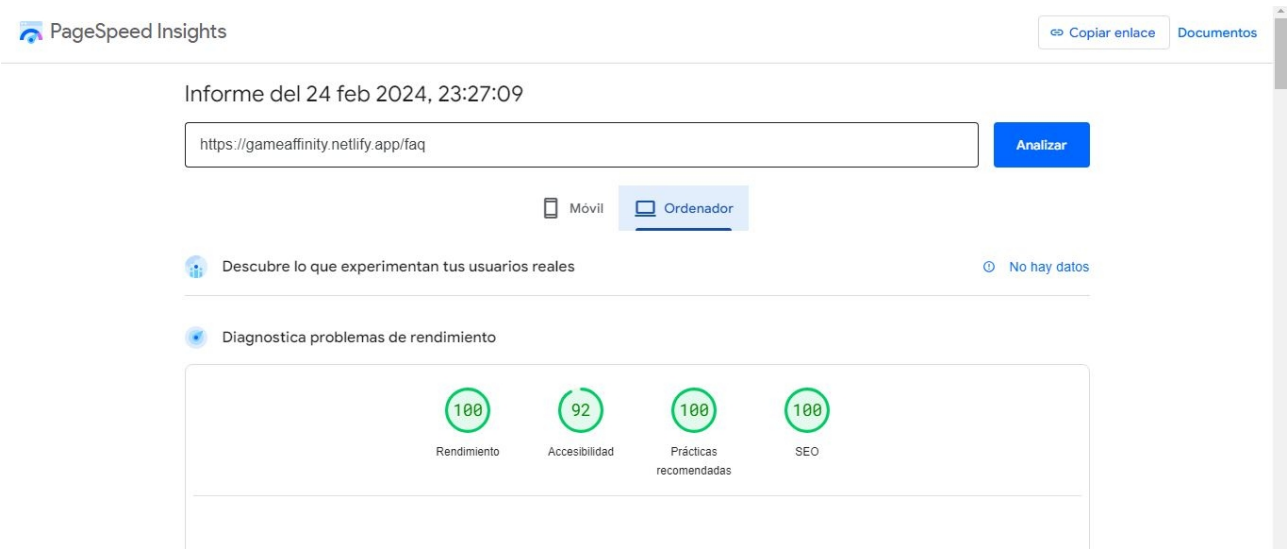 PageSpeed Insights
Copiar enlace
Documentos
Informe del 24 feb 2024, 23:27:09
https://gameaffinity.netlify.app/faq
Analizar
Móvil
Ordenador
Descubre lo que experimentan tus usuarios reales
No hay datos
Diagnostica problemas de rendimiento
100
92
100
100
Rendimiento
Accesibilidad
Prácticas
recomendadas
SEO